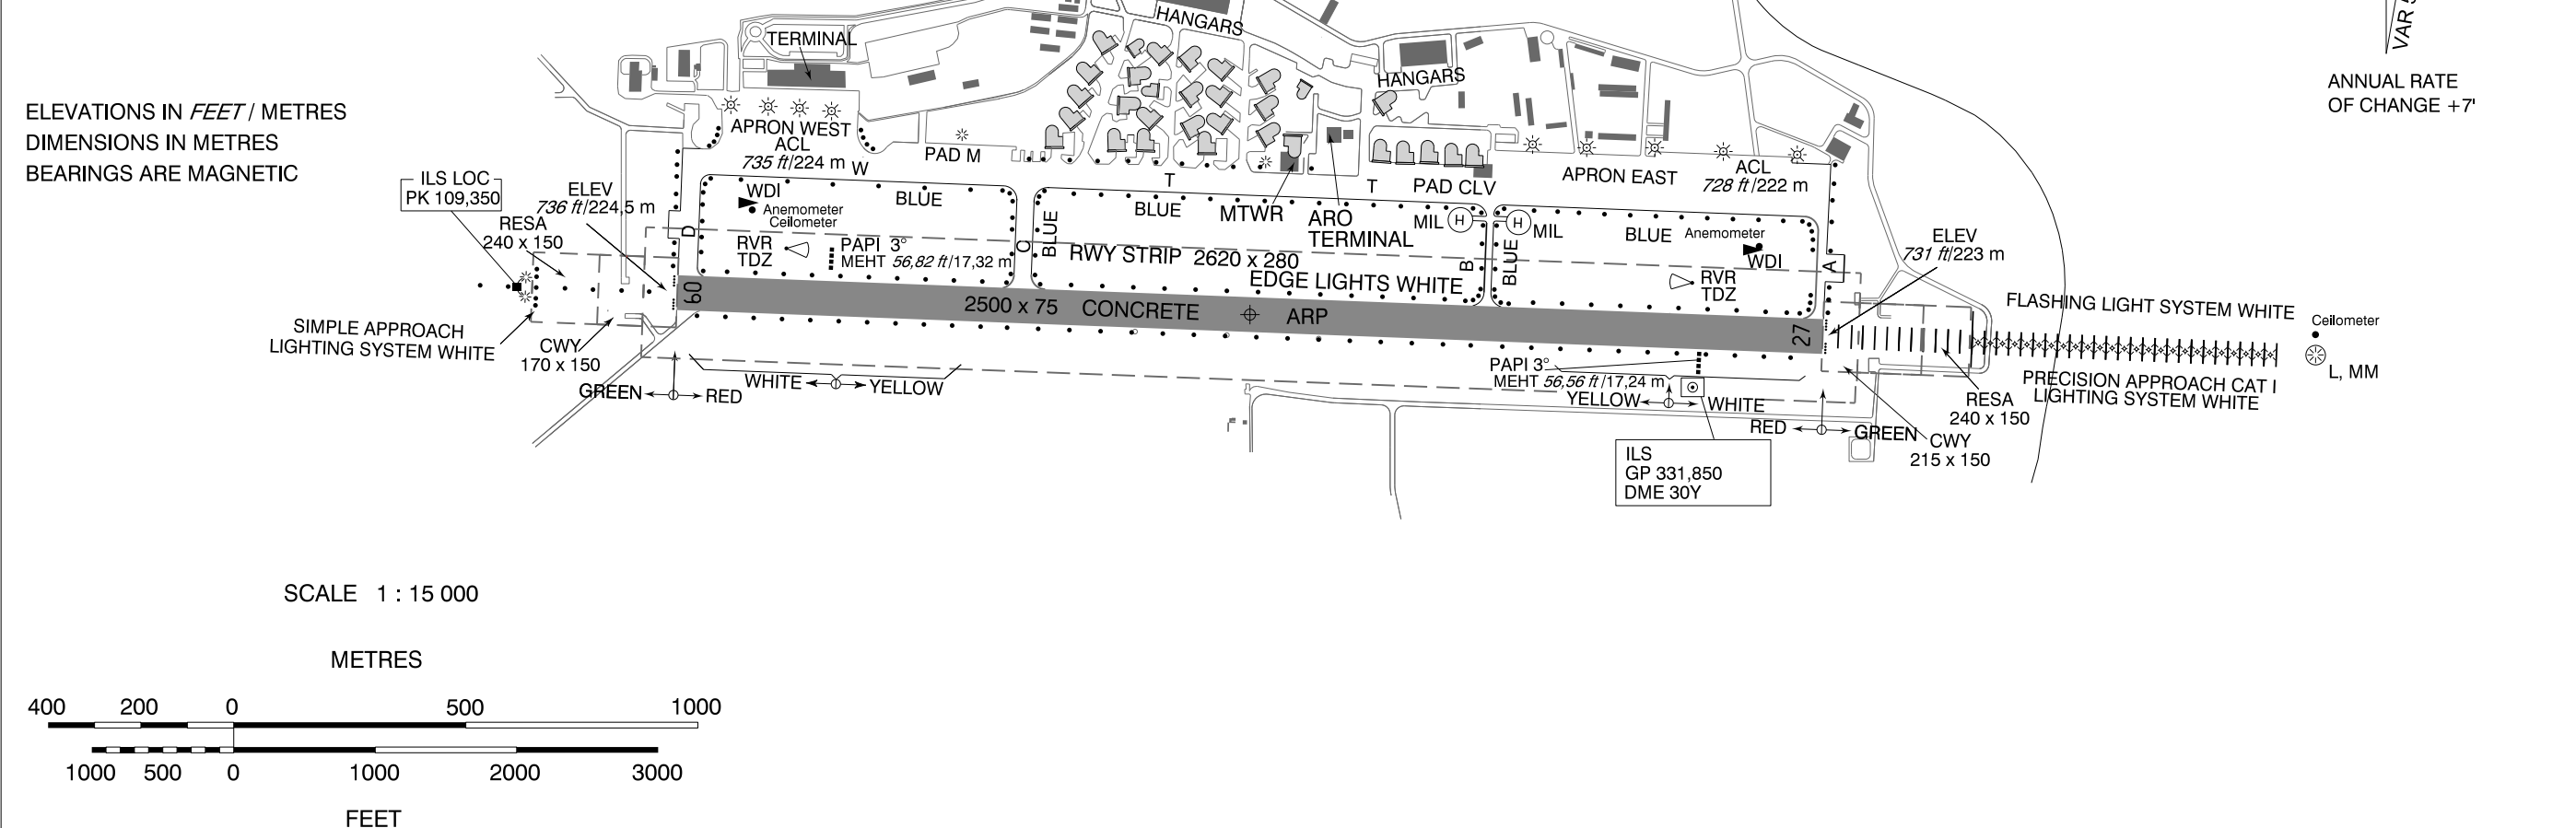 HANGARS
TERMINAL
VAR
ANNUAL RATE
OF CHANGE +7'
HANGARS
ELEVATIONS IN FEET / METRES
DIMENSIONS IN METRES
BEARINGS ARE MAGNETIC
APRON WEST
ACL
735 ft/224 m
W
PAD M
ILS LOC
PK 109,350
ELEV
736 ft/224,5 m
RESA
240 x 150
WDI
Anemometer
Ceilometer
BLUE
T
BLUE
MTWR
ARO
TERMINAL
T
PAD CLV
MIL
H
H
MIL
APRON EAST
ACL
728 ft/222 m
BLUE
Anemometer
WDI
ELEV
731 ft/223 m
D
RVR
TDZ
PAPI 3°
MEHT 56,82 ft/17,32 m
C
BLUE
RWY STRIP 2620 x 280
EDGE LIGHTS WHITE
B
BLUE
RVR
TDZ
A
09
2500 x 75 CONCRETE
ARP
27
FLASHING LIGHT SYSTEM WHITE
Ceilometer
L, MM
SIMPLE APPROACH
LIGHTING SYSTEM WHITE
CWY
170 x 150
GREEN
RED
WHITE
YELLOW
PAPI 3°
MEHT 56,56 ft/17,24 m
YELLOW
WHITE
RED
GREEN
CWY
215 x 150
RESA
240 x 150
PRECISION APPROACH CAT I
LIGHTING SYSTEM WHITE
ILS
GP 331,850
DME 30Y
SCALE 1 : 15 000
METRES
400 200 0 500 1000
1000 500 0 1000 2000 3000
FEET